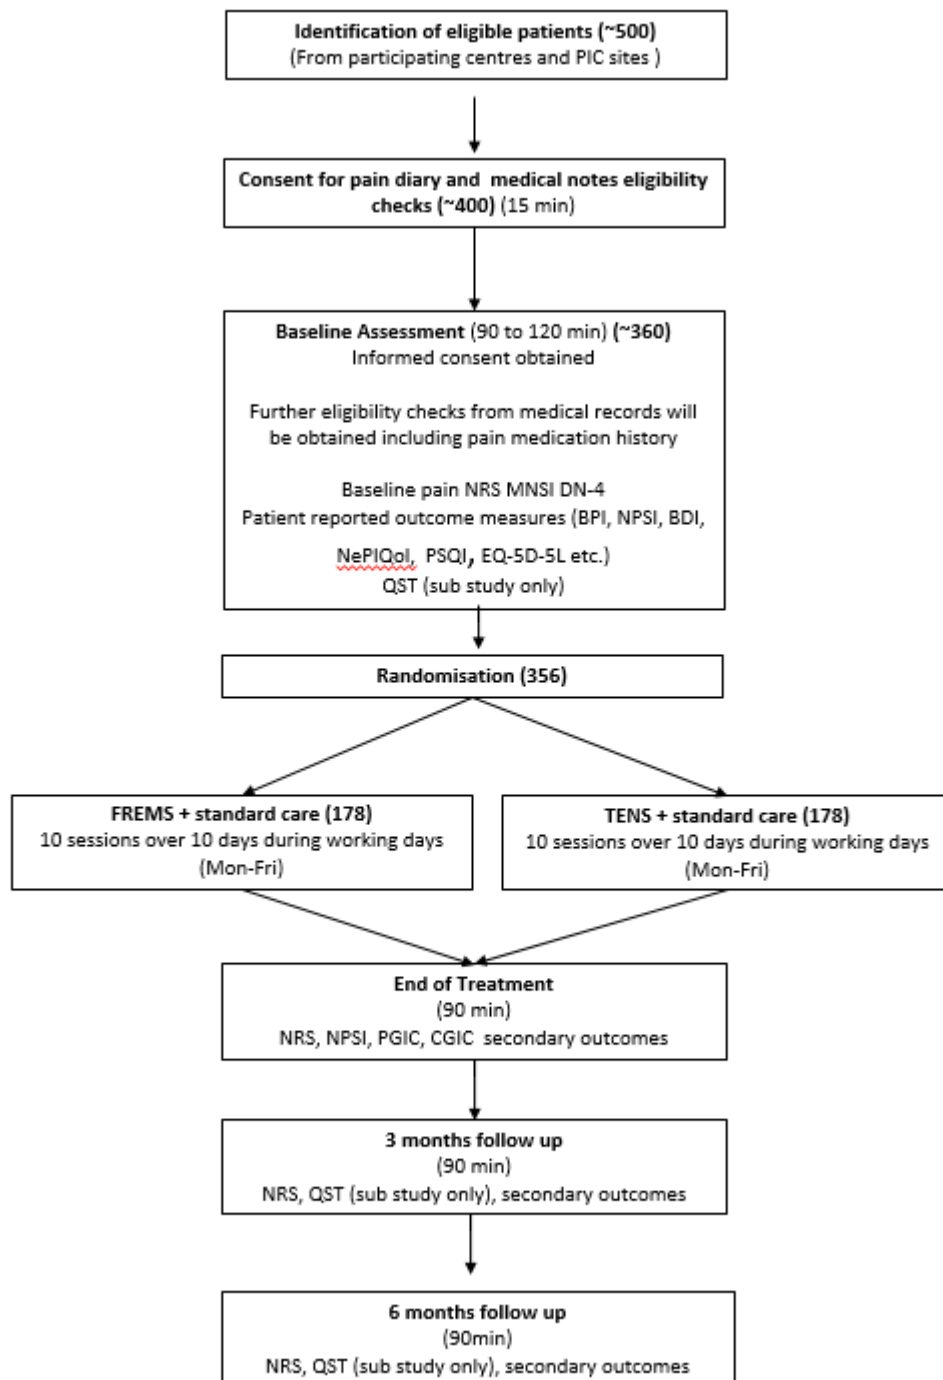 Identification of eligible patients (~500)
(From participating centres and PIC sites )
Consent for pain diary and medical notes eligibility
checks (~400) (15 min)
Baseline Assessment (90 to 120 min) (~360)
Informed consent obtained
Further eligibility checks from medical records will
be obtained including pain medication history
Baseline pain NRS MNSI DN-4
Patient reported outcome measures (BPI, NPSI, BDI,
NePIQol, PSQI, EQ-5D-5L etc.)
QST (sub study only)
Randomisation (356)
FREMS + standard care (178)
10 sessions over 10 days during working days
(Mon-Fri)
TENS + standard care (178)
10 sessions over 10 days during working days
(Mon-Fri)
End of Treatment
(90 min)
NRS, NPSI, PGIC, CGIC secondary outcomes
3 months follow up
(90 min)
NRS, QST (sub study only), secondary outcomes
6 months follow up
(90min)
NRS, QST (sub study only), secondary outcomes